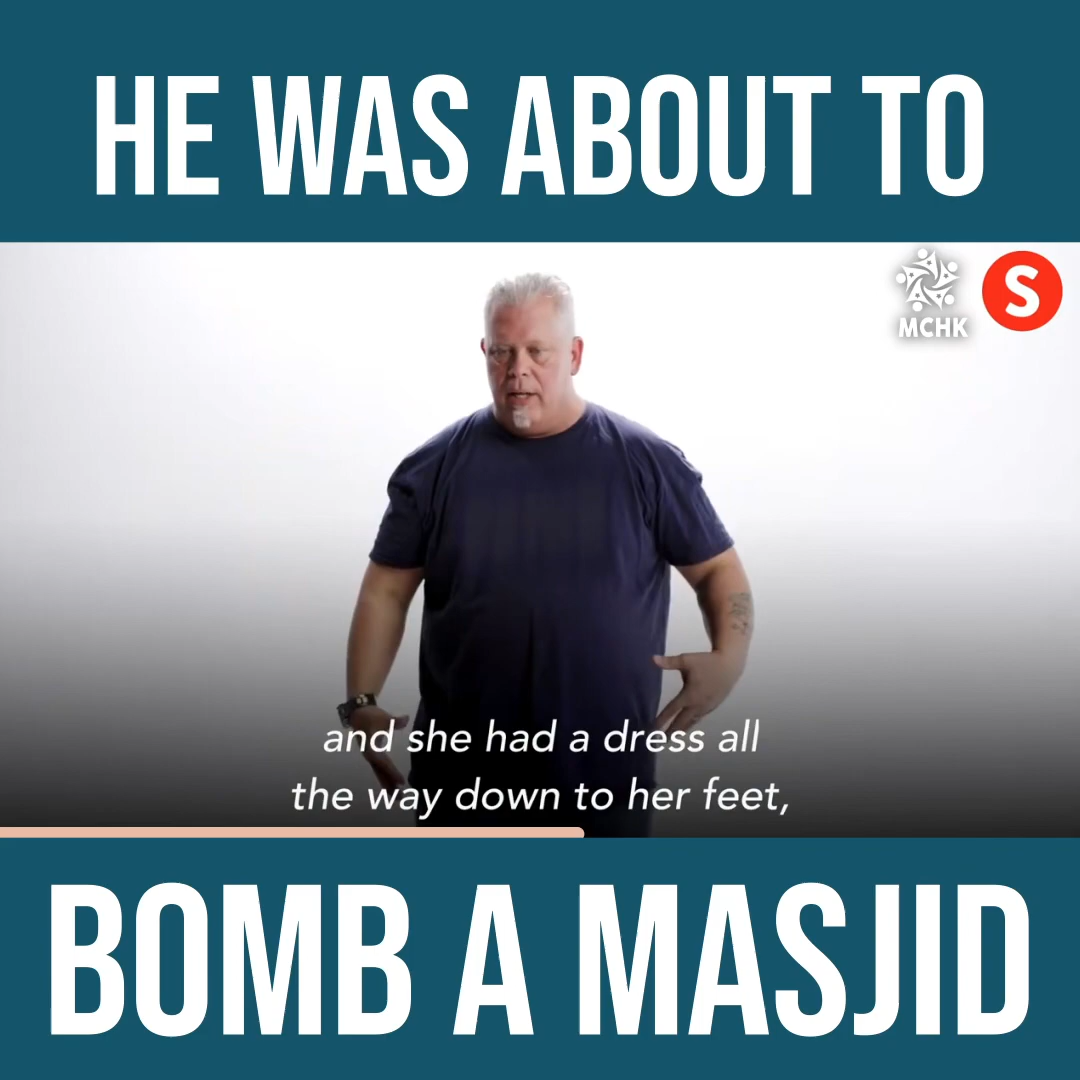 HE WAS ABOUT TO
MCHK
S
and she had a dress all
the way down to her feet,
BOMB A MASJID